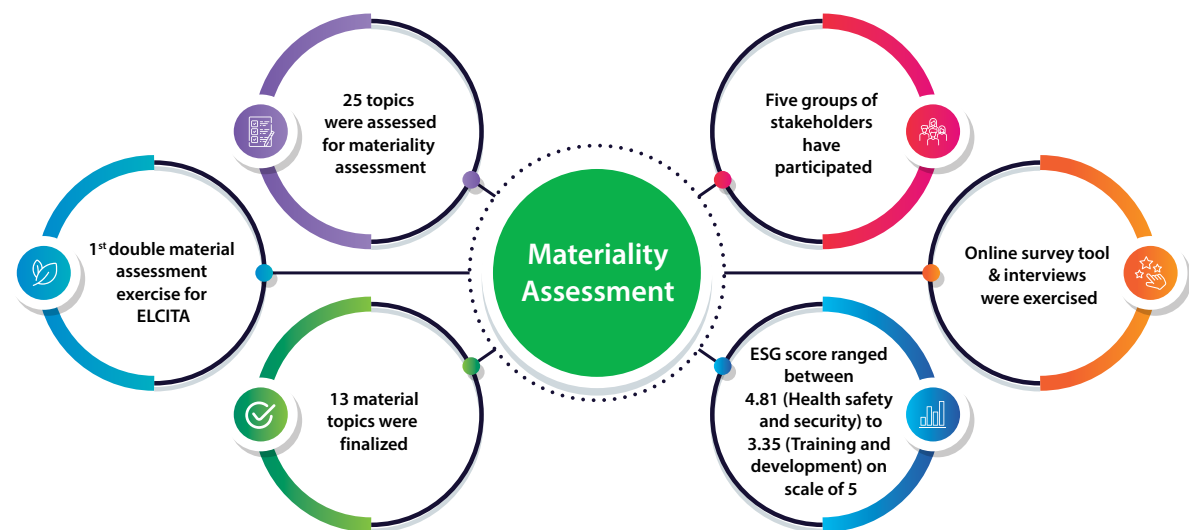 25 topics
were assessed
for materiality
assessment
Five groups of
stakeholders
have
participated
1st double material
assessment
exercise for
ELCITA
Materiality
Assessment
Online survey tool
& interviews
were exercised
13 material
topics were
finalized
ESG score ranged
between
4.81 (Health safety
and security) to
3.35 (Training and
development) on
scale of 5